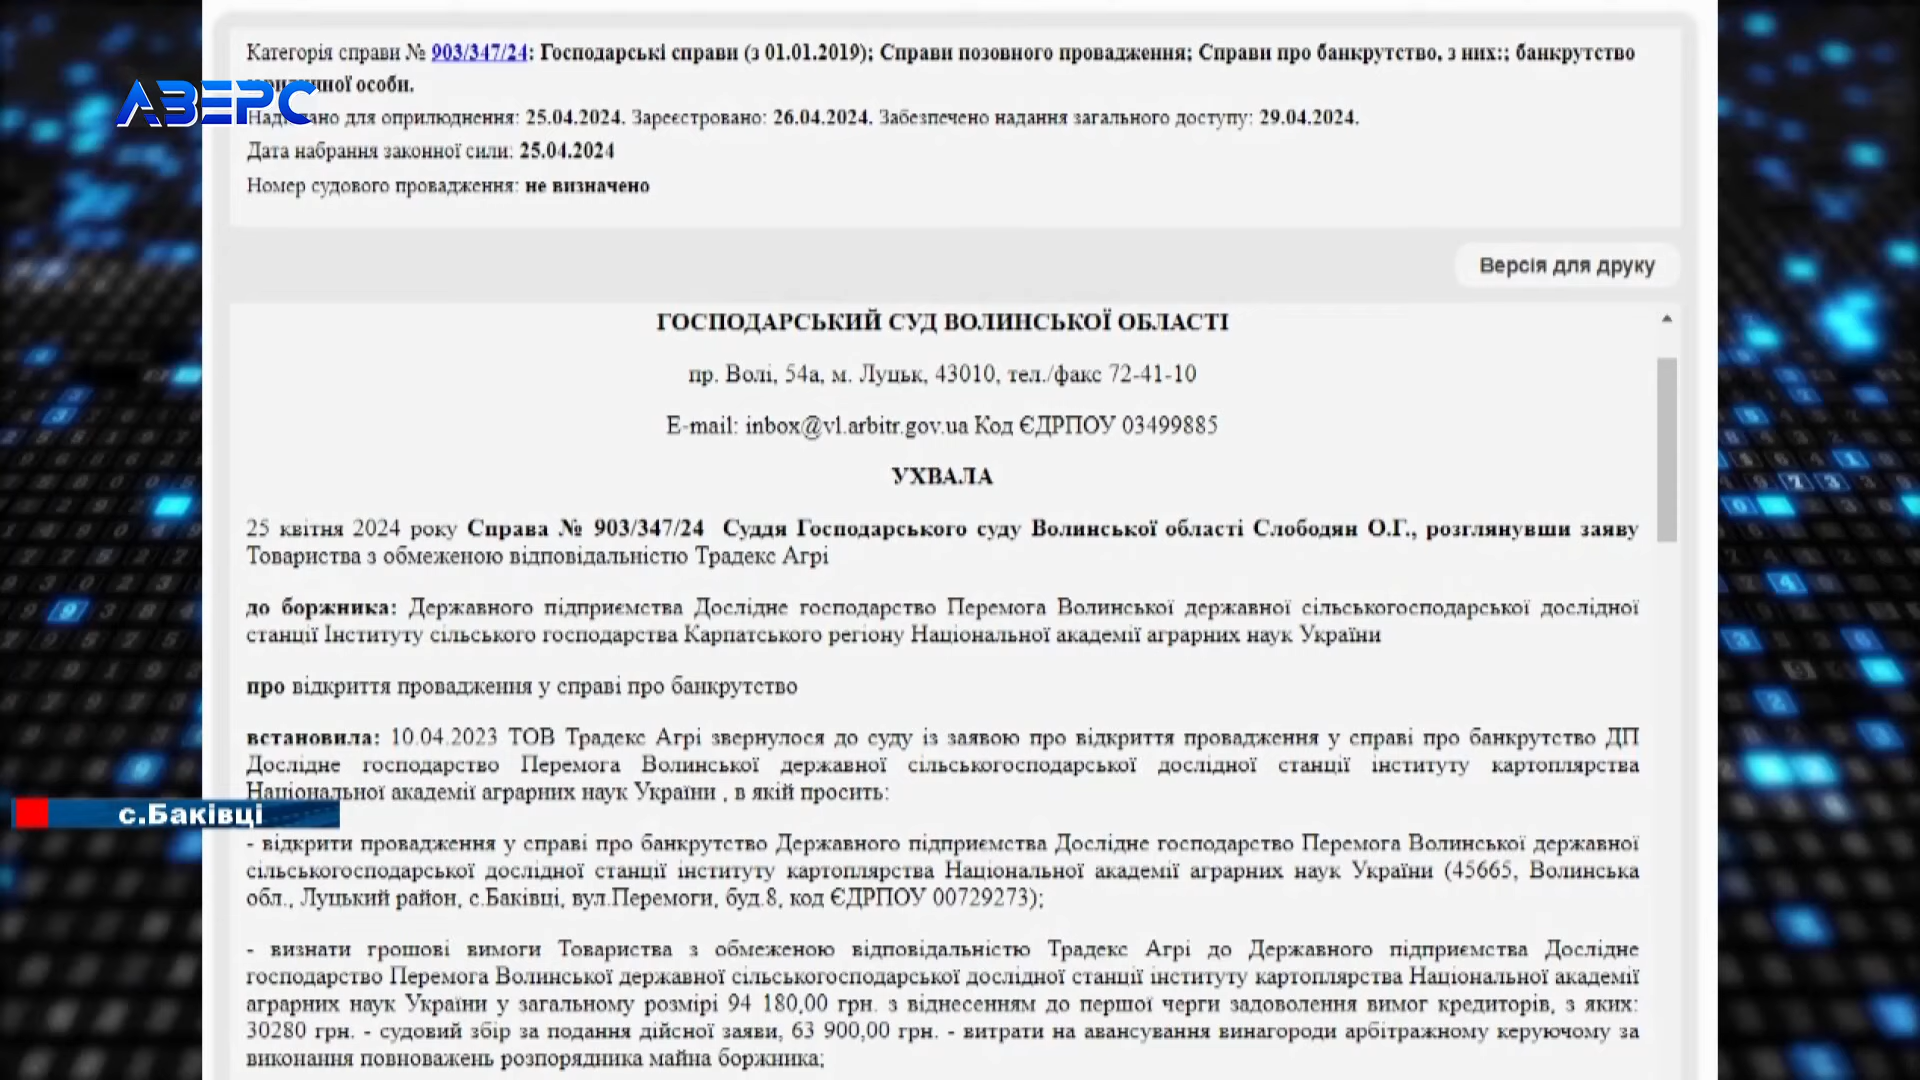 Категорія справи № 903/347/24: Господарські справи (з 01.01.2019); Справи позовного провадження; Справи про банкрутство, з них:; банкрутство
особи.
АВЕРС
для оприлюднення: 25.04.2024. Зареєстровано: 26.04.2024. Забезпечено надання загального доступу: 29.04.2024.
Дата набрання законної сили: 25.04.2024
Номер судового провадження: не визначено
Версія для друку
ГОСПОДАРСЬКИЙ СУД ВОЛИНСЬКОЇ ОБЛАСТІ
пр. Волі, 54а, м. Луцьк, 43010, тел./факс 72-41-10
E-mail: inbox@vl.arbitr.gov.ua Код ЄДРПОУ 03499885
УХВАЛА
25 квітня 2024 року Справа № 903/347/24 Суддя Господарського суду Волинської області Слободян О.Г., розглянувши заяву
Товариства з обмеженою відповідальністю Традекс Агрі
до боржника: Державного підприємства Дослідне господарство Перемога Волинської державної сільськогосподарської дослідної
станції Інституту сільського господарства Карпатського регіону Національної академії аграрних наук України
про відкриття провадження у справі про банкрутство
встановила: 10.04.2023 ТОВ Традекс Агрі звернулося до суду із заявою про відкриття провадження у справі про банкрутство ДП
Дослідне господарство Перемога Волинської державної сільськогосподарської дослідної станції інституту картоплярства
Національної академії аграрних наук України , в якій просить:
с.Баківці
- відкрити провадження у справі про банкрутство Державного підприємства Дослідне господарство Перемога Волинської державної
сільськогосподарської дослідної станції інституту картоплярства Національної академії аграрних наук України (45665, Волинська
обл., Луцький район, с.Баківці, вул.Перемоги, буд.8, код ЄДРПОУ 00729273);
- визнати грошові вимоги Товариства з обмеженою відповідальністю Традекс Агрі до Державного підприємства Дослідне
господарство Перемога Волинської державної сільськогосподарської дослідної станції інституту картоплярства Національної академії
аграрних наук України у загальному розмірі 94 180,00 грн. з віднесенням до першої черги задоволення вимог кредиторів, з яких:
30280 грн. - судовий збір за подання дійсної заяви, 63 900,00 грн. - витрати на авансування винагороди арбітражному керуючому за
виконання повноважень розпорядника майна боржника;